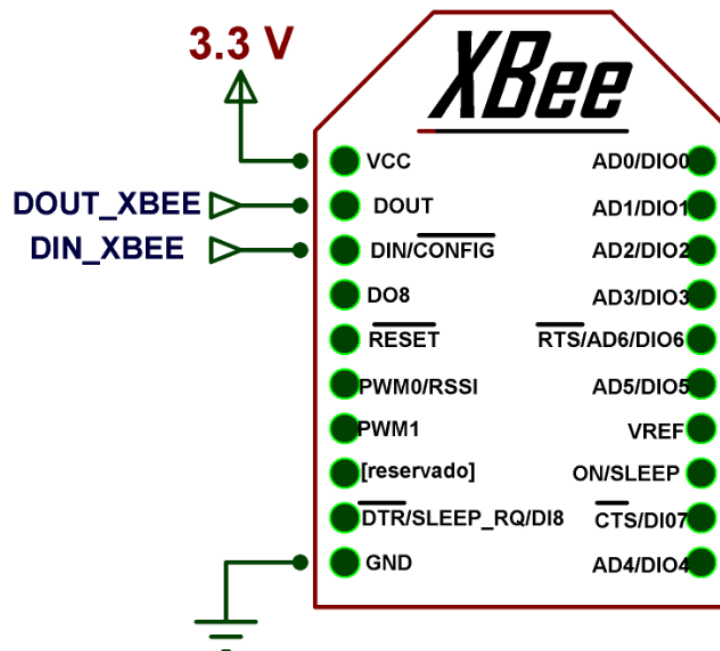 3.3 V
XBee
VCC AD0/DIO0
DOUT_XBEE DOUT AD1/DIO1
DIN_XBEE DIN/CONFIG AD2/DIO2
DO8 AD3/DIO3
RESET RTS/AD6/DIO6
PWM0/RSSI AD5/DIO5
PWM1 VREF
[reservado] ON/SLEEP
DTR/SLEEP_RQ/DI8 CTS/DI07
GND AD4/DIO4